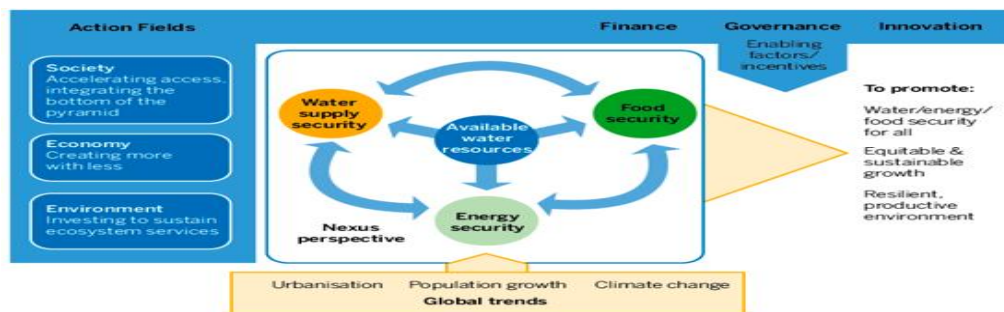 Action Fields
Finance
Governance
Innovation
Society
Accelerating access,
integrating the
bottom of the
pyramid
Economy
Creating more
with less
Environment
Investing to sustain
ecosystem services
Water
supply
security
Food
security
Available
water
resources
Energy
security
Nexus
perspective
Enabling
factors/
incentives
To promote:
Water/energy/
food security
for all
Equitable &
sustainable
growth
Resilient,
productive
environment
Urbanisation
Population growth
Climate change
Global trends